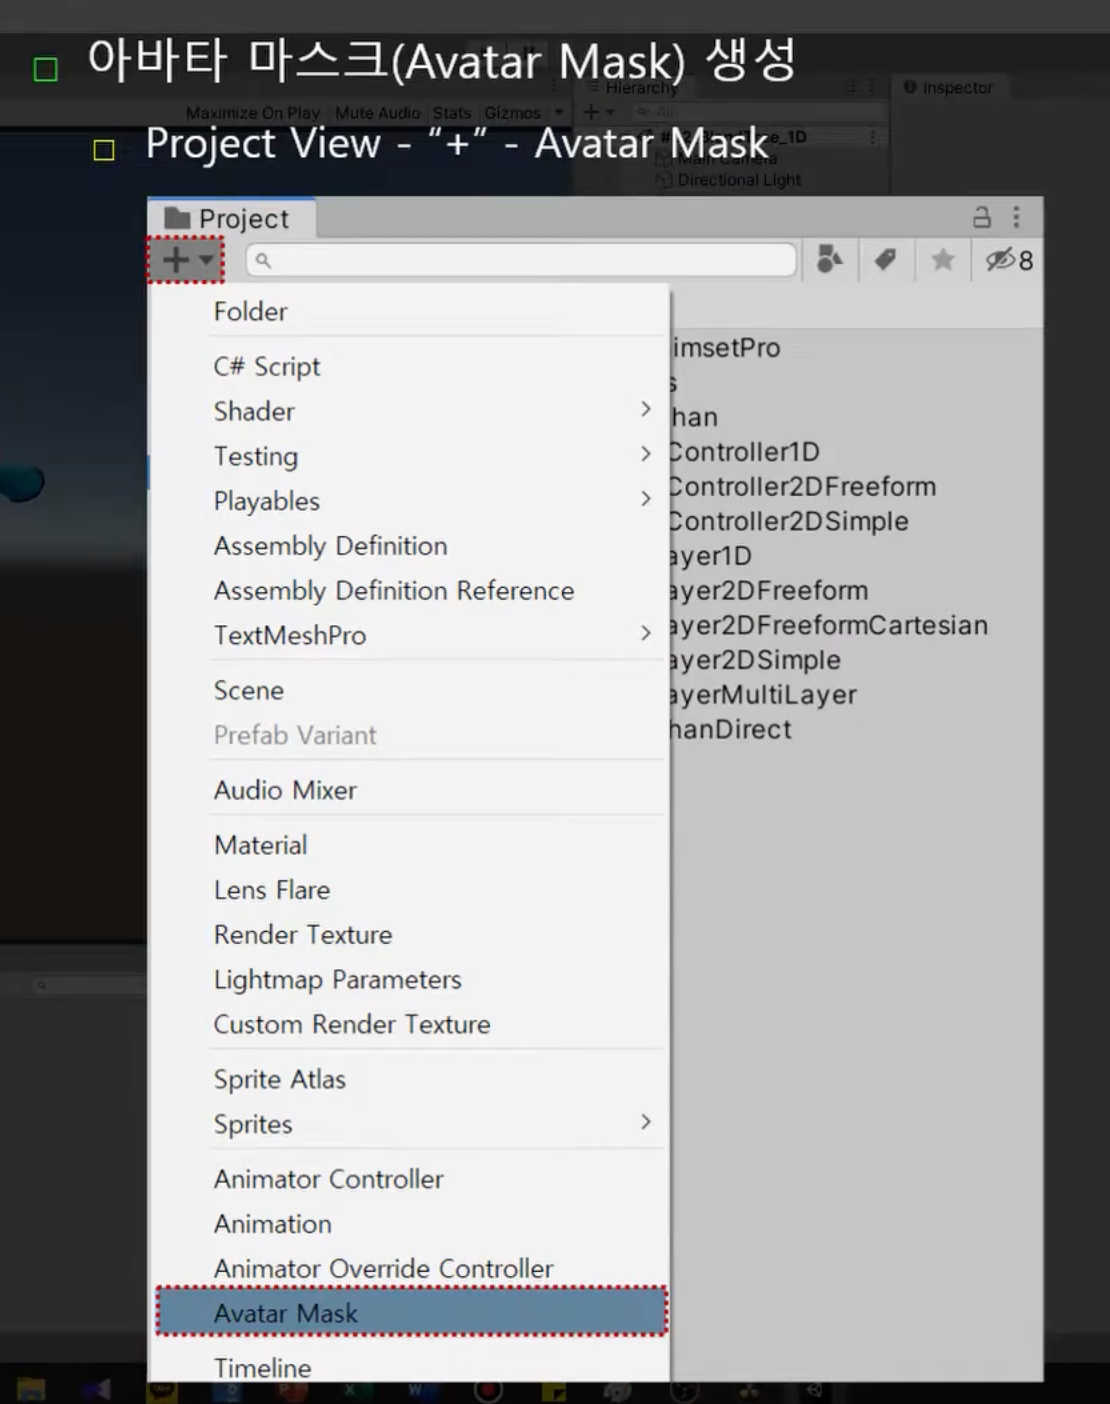 아바타 마스크(Avatar Mask) 생성
Hierarchy
Inspector
Maximize On Play Mute Audio Stats Gizmos
All
Project View - "+" - Avatar Mask
Main Camera
Directional Light
Project
8
Folder
C# Script
imsetPro
Shader
s
han
Testing
Controller1D
Playables
Controller2DFreeform
Controller2DSimple
Assembly Definition
ayer1D
Assembly Definition Reference
ayer2DFreeform
TextMeshPro
ayer2DFreeformCartesian
ayer2DSimple
Scene
ayerMultiLayer
Prefab Variant
hanDirect
Audio Mixer
Material
Lens Flare
Render Texture
Lightmap Parameters
Custom Render Texture
Sprite Atlas
Sprites
Animator Controller
Animation
Animator Override Controller
Avatar Mask
Timeline